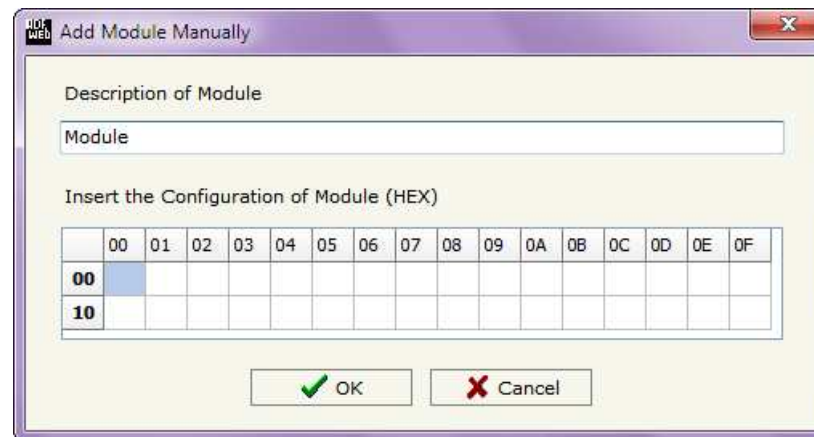 ADF WEB Add Module Manually X
Description of Module
Module
Insert the Configuration of Module (HEX)
00 01 02 03 04 05 06 07 08 09 0A 0B 0C 0D 0E 0F
00
10
OK Cancel